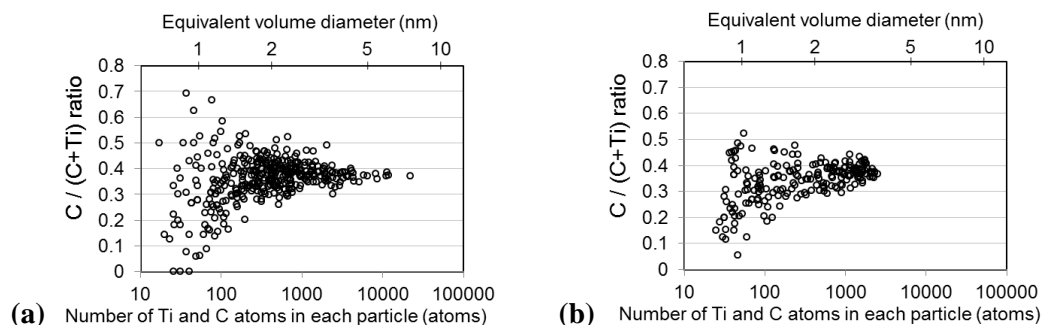 Equivalent volume diameter (nm)
1 2 5 10
0.8
0.7
0.6
0.5
0.4
0.3
0.2
0.1
0
C / (C+Ti) ratio
10 100 1000 10000 100000
(a) Number of Ti and C atoms in each particle (atoms)
(b)
Equivalent volume diameter (nm)
1 2 5 10
0.8
0.7
0.6
0.5
0.4
0.3
0.2
0.1
0
C / (C+Ti) ratio
10 100 1000 10000 100000
Number of Ti and C atoms in each particle (atoms)